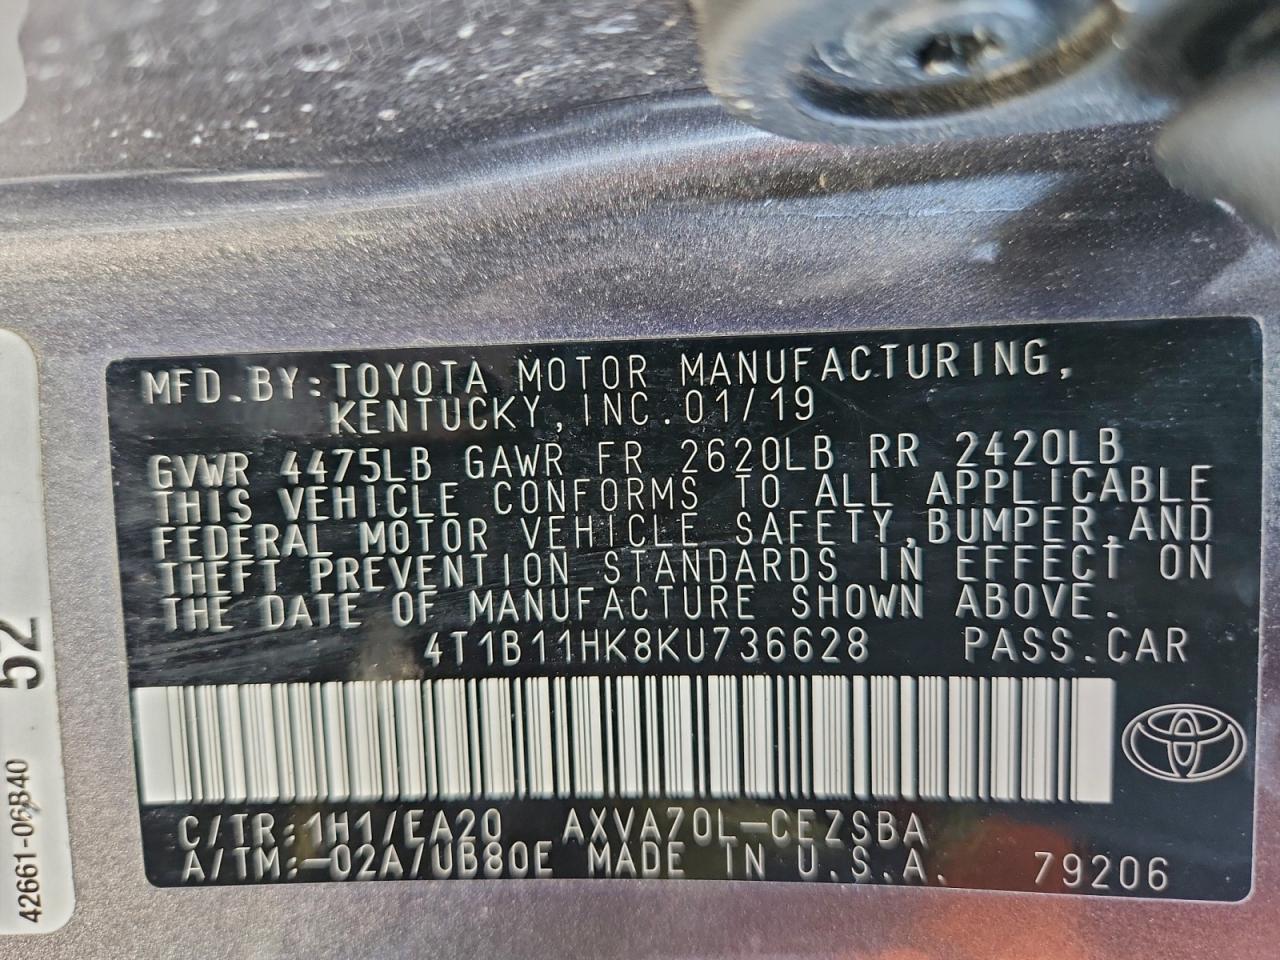 MFD.BY:TOYOTA MOTOR MANUFACTURING,
KENTUCKY,INC.01/19
GVWR 4475LB GAWR FR 2620LB RR 2420LB
THIS VEHICLE CONFORMS TO ALL APPLICABLE
FEDERAL MOTOR VEHICLE SAFETY,BUMPER,AND
THEFT PREVENTION STANDARDS IN EFFECT ON
THE DATE OF MANUFACTURE SHOWN ABOVE.
4T1B11HK8KU736628 PASS.CAR
C/TR:1H1/EA20 AXVA70L-CEZSBA
A/TM:-02A/UB80E MADE IN U.S.A. 79206
52
42661-06B40